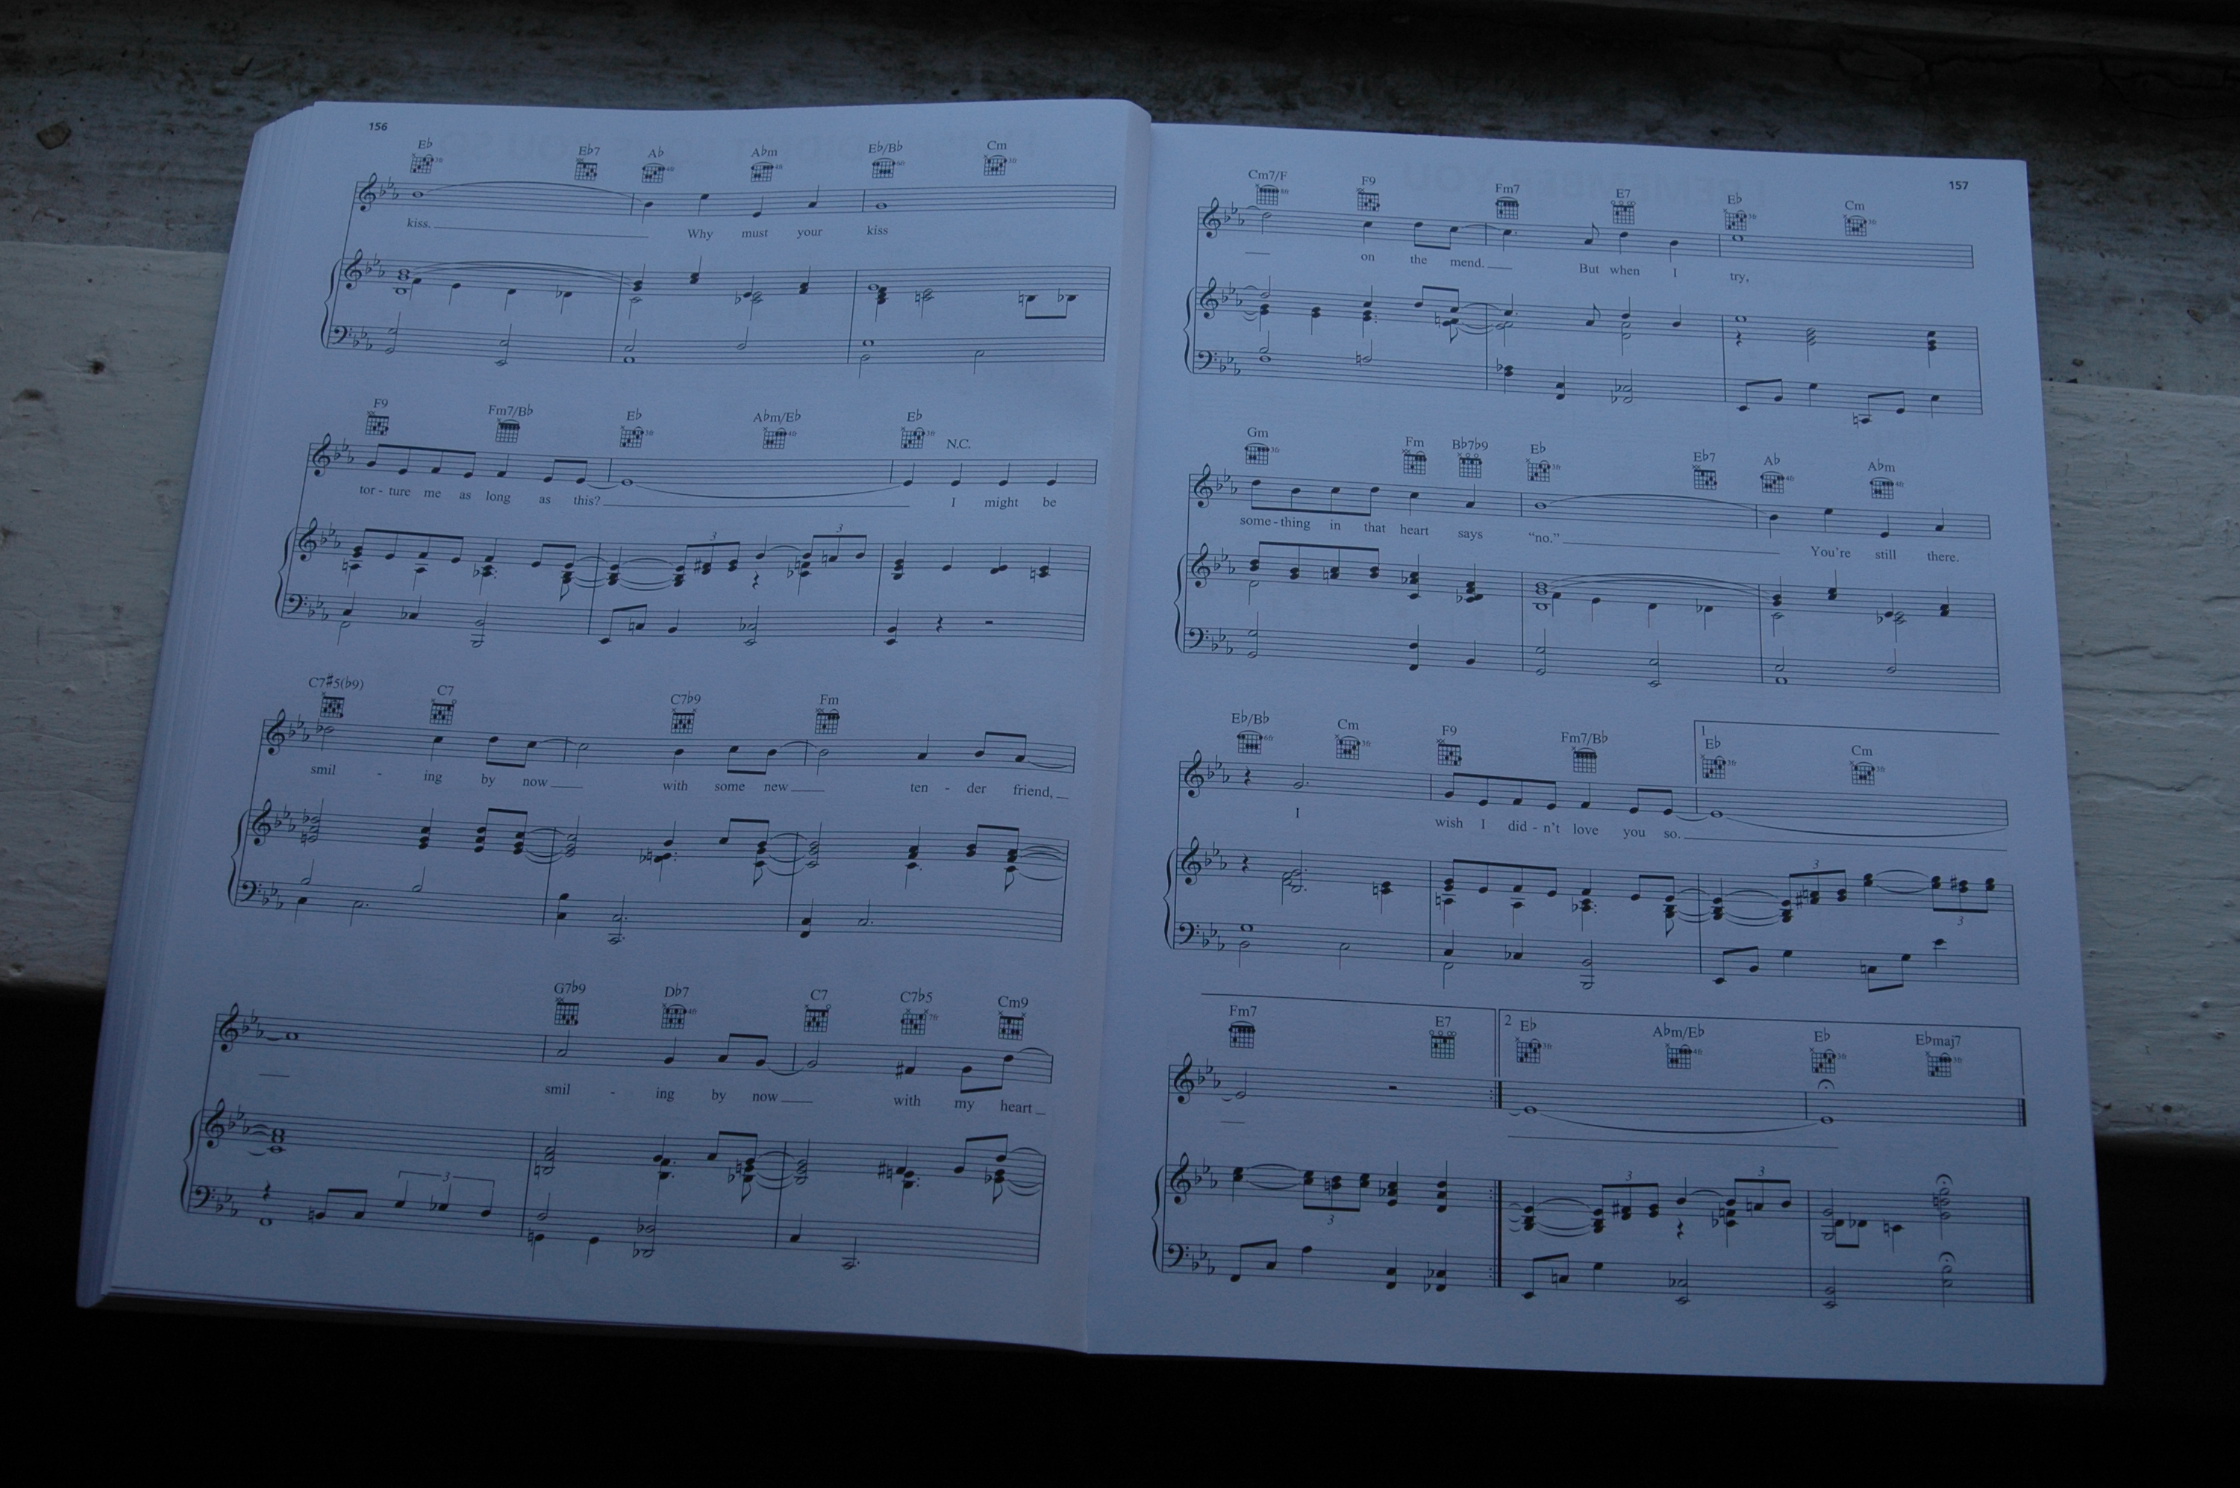 156
E♭ E♭7 A♭ A♭m E♭/B♭ Cm
kiss. Why must your kiss
F9 Fm7/B♭ E♭ A♭m/E♭ E♭ N.C.
tor - ture me as long as this? I might be
3 3
C7♯5(♭9) C7 C7♭9 Fm
smil - ing by now with some new ten - der friend,
G7♭9 D♭7 C7 C7♭5 Cm9
smil - ing by now with my heart
3
157
Cm7/F F9 Fm7 E7 E♭ Cm
on the mend. But when I try,
Gm Fm B♭7♭9 E♭ E♭7 A♭ A♭m
some - thing in that heart says “no.” You're still there.
E♭/B♭ Cm F9 Fm7/B♭ 1 E♭ Cm
I wish I did - n't love you so.
3 3
Fm7 E7 2 E♭ A♭m/E♭ E♭ E♭maj7
3 3 3